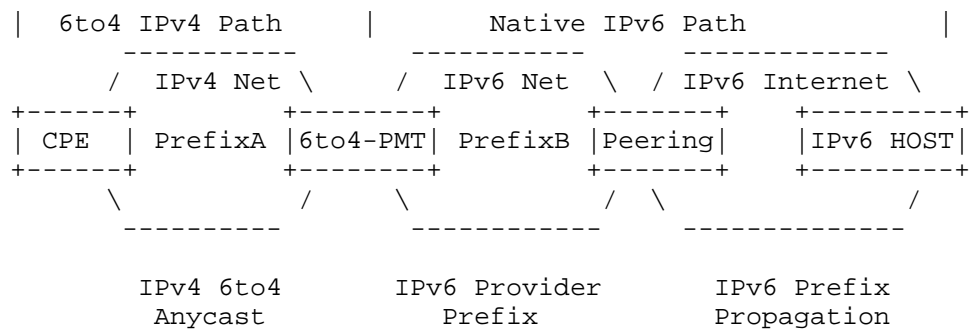 |  6to4 IPv4 Path     |       Native IPv6 Path            |
-----------      -----------      -------------
/  IPv4 Net \     /  IPv6 Net  \  / IPv6 Internet \
+------+         +--------+         +-------+    +---------+
| CPE  | PrefixA |6to4-PMT| PrefixB |Peering|    |IPv6 HOST|
+------+         +--------+         +-------+    +---------+
\           /     \            /  \               /
----------       ------------     --------------
IPv4 6to4       IPv6 Provider       IPv6 Prefix
Anycast            Prefix           Propagation